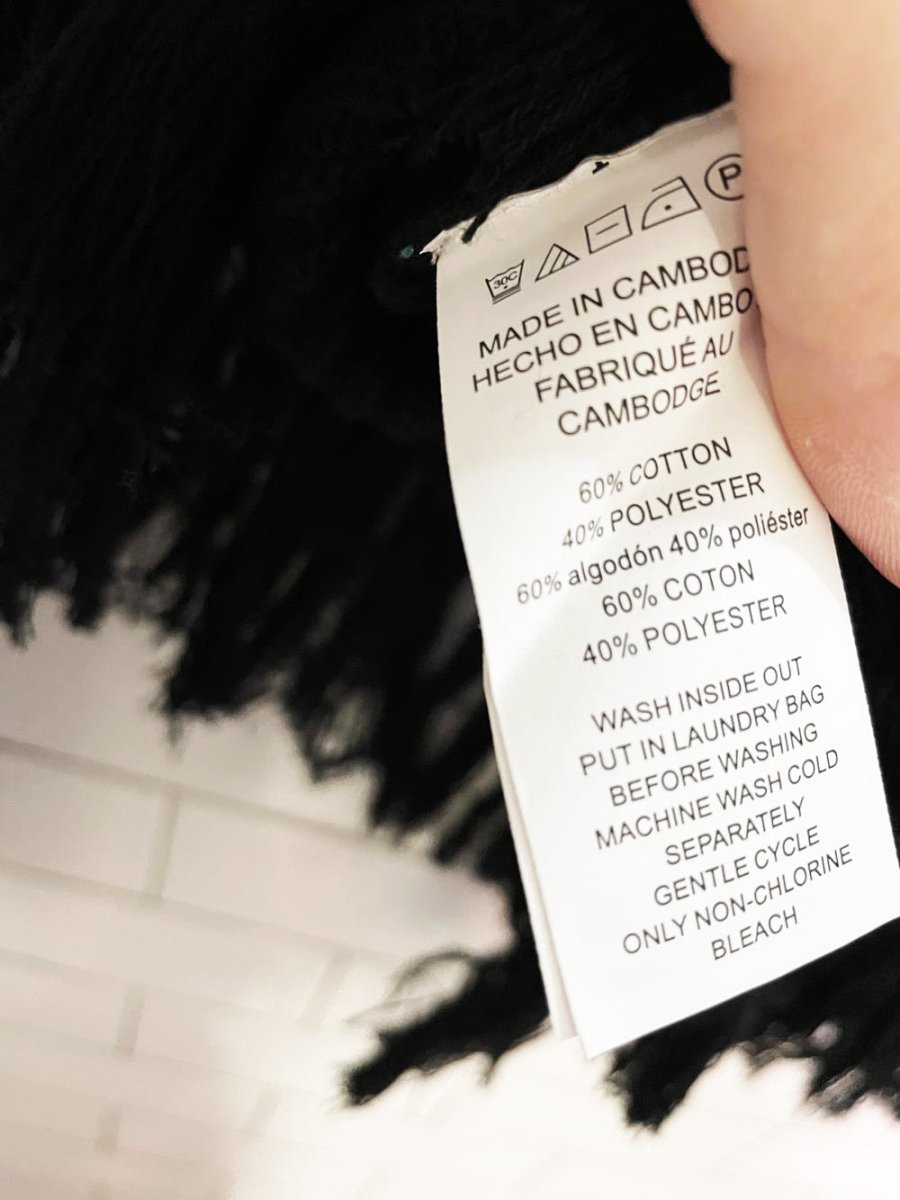 30C P
MADE IN CAMBOD
HECHO EN CAMBO
FABRIQUÉ AU
CAMBODGE
60% COTTON
40% POLYESTER
60% algodón 40% poliéster
60% COTON
40% POLYESTER
WASH INSIDE OUT
PUT IN LAUNDRY BAG
BEFORE WASHING
MACHINE WASH COLD
SEPARATELY
GENTLE CYCLE
ONLY NON-CHLORINE
BLEACH